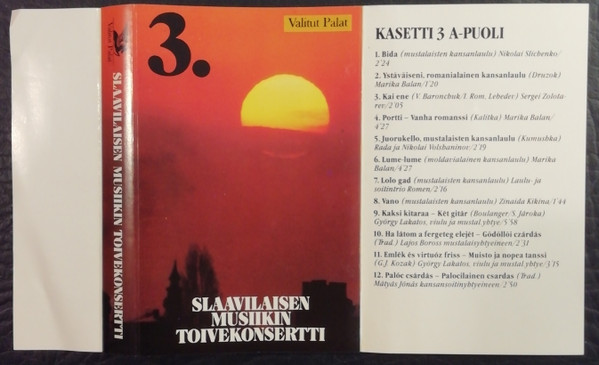 Valitut Palat
SLAAVILAISEN MUSIIKIN TOIVEKONSERTTI
3.
Valitut Palat
SLAAVILAISEN
MUSIIKIN
TOIVEKONSERTTI
KASETTI 3 A-PUOLI
1. Bida (mustalaisten kansanlaulu) Nikolai Slichenko/
2'24
2. Ystäväiseni, romanialainen kansanlaulu (Druzok)
Marika Balan/1'20
3. Kai ene (V. Baronchuk/I. Rom. Lebedev) Sergei Zolota-
rev/2'05
4. Portti – Vanha romanssi (Kalitka) Marika Balan/
4'27
5. Juorukello, mustalaisten kansanlaulu (Kumushka)
Rada ja Nikolai Volshaninov/2'19
6. Lume-lume (moldavialainen kansanlaulu) Marika
Balan/4'27
7. Lolo gad (mustalaisten kansanlaulu) Laulu- ja
soitintrio Romen/2'16
8. Vano (mustalaisten kansanlaulu) Zinaida Kikina/1'44
9. Kaksi kitaraa – Két gitár (Boulanger/S. Jároka)
György Lakatos, viulu ja mustal yhtye/5'58
10. Ha látom a fergeteg elejét – Gödöllői czárdás
(Trad.) Lajos Boross mustalaisyhtyeineen/2'31
11. Emlék és virtuóz friss – Muisto ja nopea tanssi
(G.J. Kozak) György Lakatos, viulu ja mustal yhtye/3'35
12. Palóc csárdás – Palocilainen csardas (Trad.)
Mátyás Jónás kansansoitinyhtyeineen/2'50